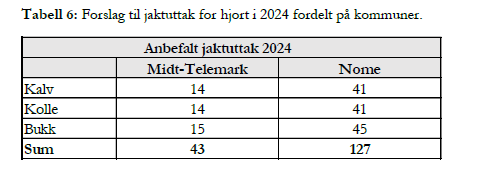 Tabell 6: Forslag til jaktuttak for hjort i 2024 fordelt på kommuner.
Anbefalt jaktuttak 2024
Midt-Telemark Nome
Kalv 14 41
Kolle 14 41
Bukk 15 45
Sum 43 127